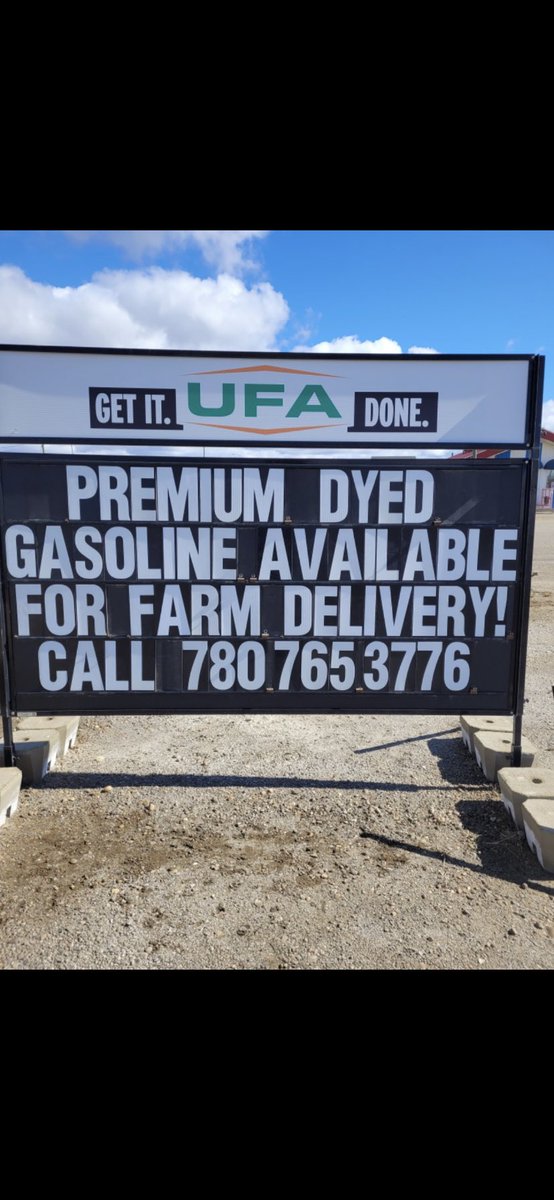 GET IT. UFA DONE.
PREMIUM DYED
GASOLINE AVAILABLE
FOR FARM DELIVERY!
CALL 780 765 3776